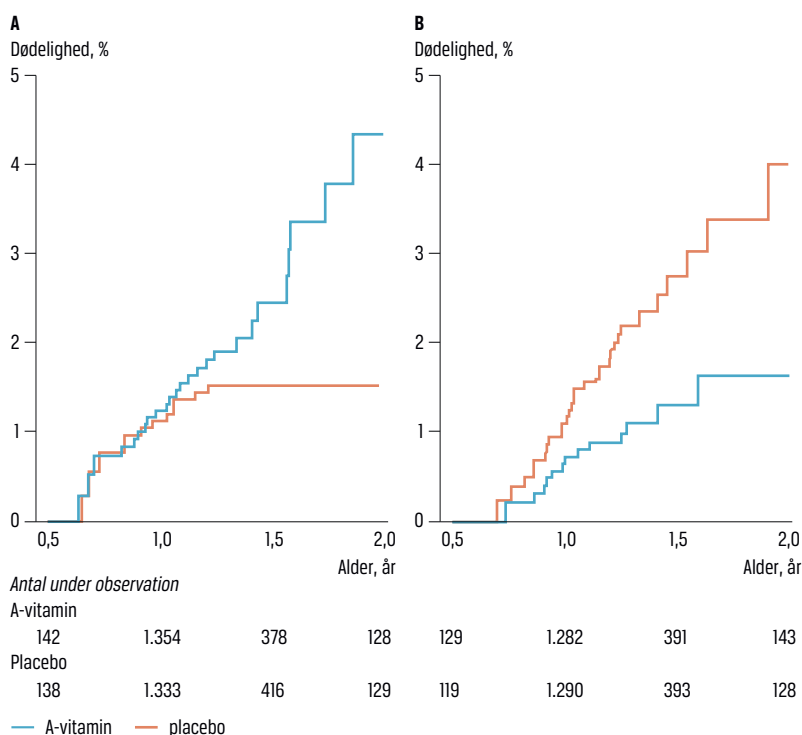 A
Dødelighed, %
5
4
3
2
1
0
0,5 1,0 1,5 2,0
Alder, år
B
Dødelighed, %
5
4
3
2
1
0
0,5 1,0 1,5 2,0
Alder, år
Antal under observation
A-vitamin
142 1.354 378 128 129 1.282 391 143
Placebo
138 1.333 416 129 119 1.290 393 128
A-vitamin placebo